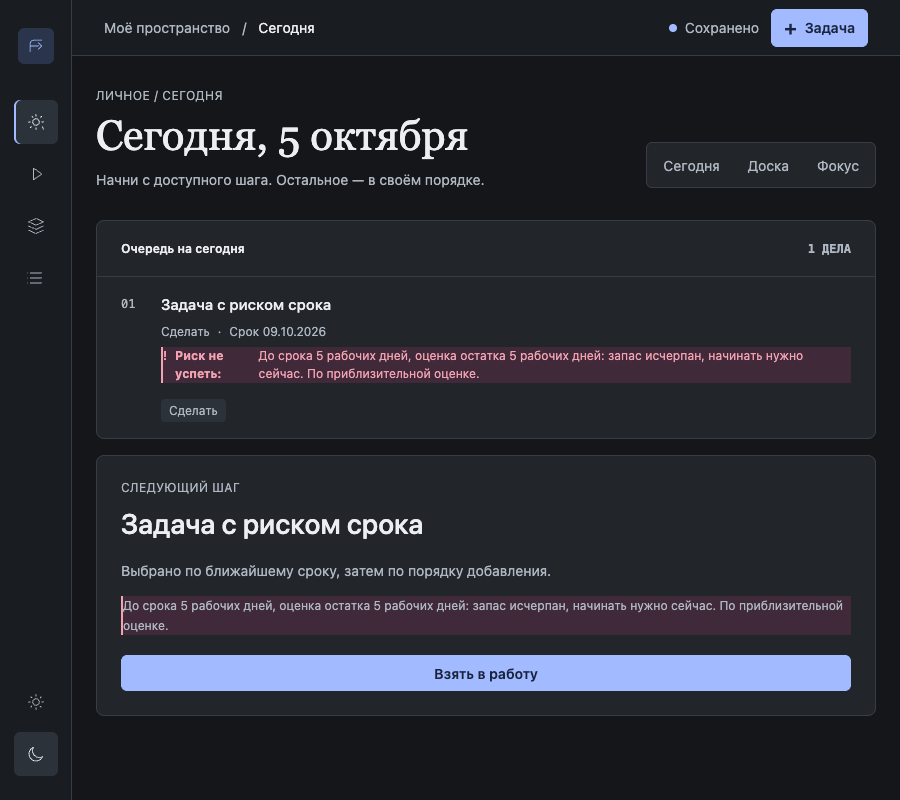 Моё пространство / Сегодня
Сохранено
+ Задача
ЛИЧНОЕ / СЕГОДНЯ
Сегодня, 5 октября
Начни с доступного шага. Остальное — в своём порядке.
Сегодня Доска Фокус
Очередь на сегодня
1 ДЕЛА
01
Задача с риском срока
Сделать · Срок 09.10.2026
! Риск не успеть:
До срока 5 рабочих дней, оценка остатка 5 рабочих дней: запас исчерпан, начинать нужно
сейчас. По приблизительной оценке.
Сделать
СЛЕДУЮЩИЙ ШАГ
Задача с риском срока
Выбрано по ближайшему сроку, затем по порядку добавления.
До срока 5 рабочих дней, оценка остатка 5 рабочих дней: запас исчерпан, начинать нужно сейчас. По приблизительной
оценке.
Взять в работу